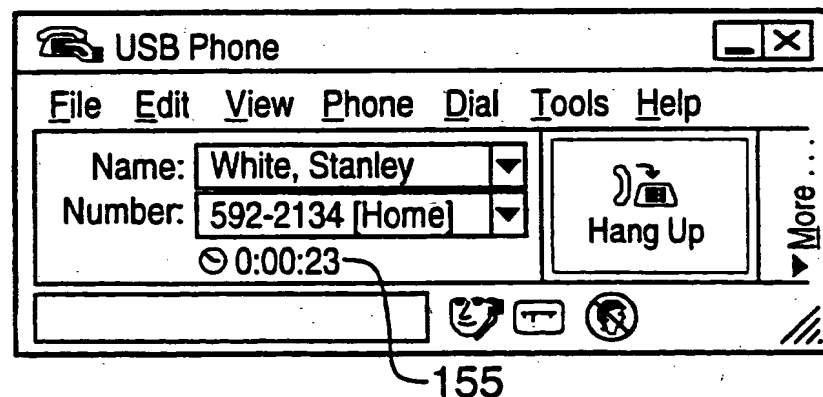 USB Phone
File Edit View Phone Dial Tools Help
Name: White, Stanley
Number: 592-2134 [Home]
0:00:23
Hang Up
More...
155